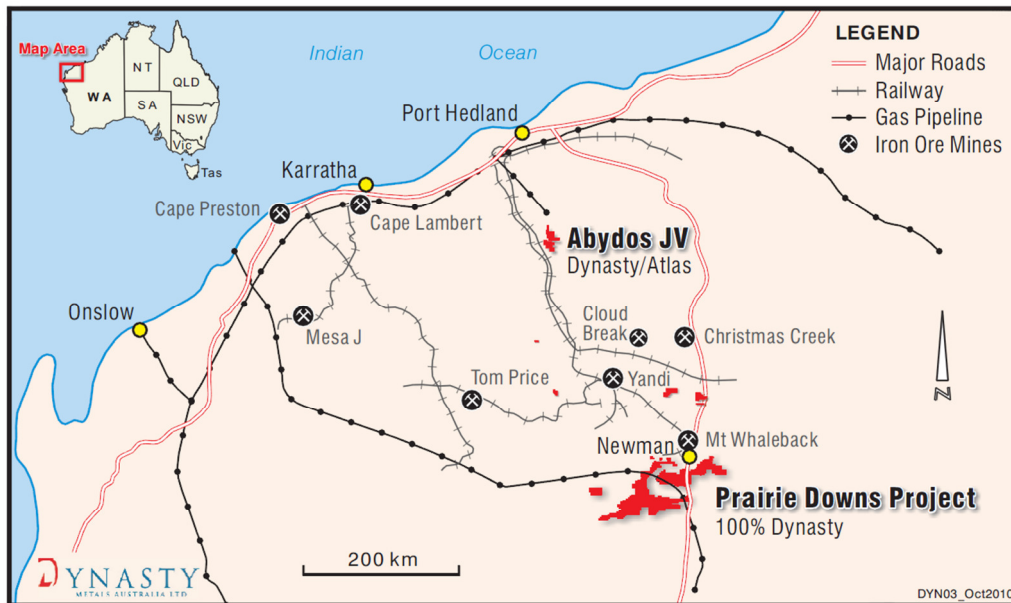 Map Area
NT
QLD
WA
SA
NSW
Vic
Tas
Indian Ocean
LEGEND
Major Roads
Railway
Gas Pipeline
Iron Ore Mines
Port Hedland
Karratha
Cape Preston
Cape Lambert
Abydos JV
Dynasty/Atlas
Onslow
Mesa J
Cloud
Break
Christmas Creek
Tom Price
Yandi
N
Newman
Mt Whaleback
Prairie Downs Project
100% Dynasty
200 km
DYNASTY
METALS AUSTRALIA LTD
DYN03_Oct2010